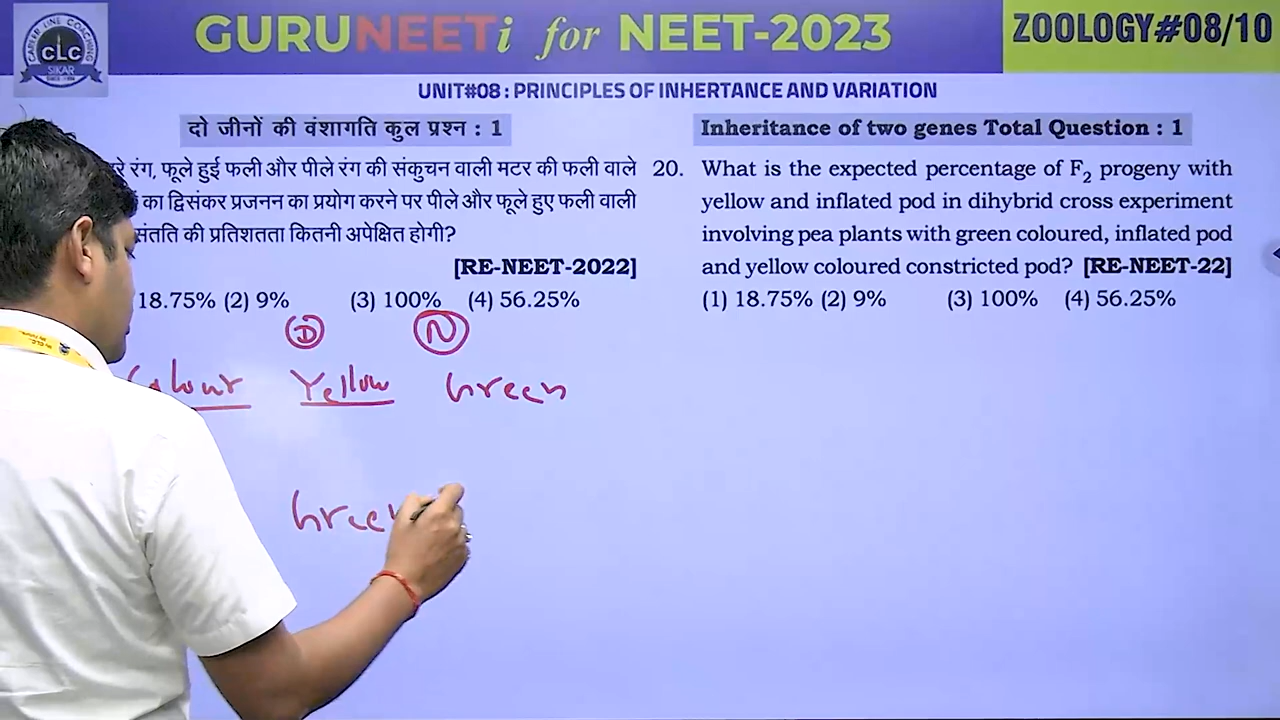 GURUNEETi for NEET-2023
ZOOLOGY#08/10
CAREER LINE COACHING
CLC
SIKAR
UNIT#08 : PRINCIPLES OF INHERTANCE AND VARIATION
दो जीनों की वंशागति कुल प्रश्न : 1
रे रंग, फूले हुई फली और पीले रंग की संकुचन वाली मटर की फली वाले
का द्विसंकर प्रजनन का प्रयोग करने पर पीले और फूले हुए फली वाली
संतति की प्रतिशतता कितनी अपेक्षित होगी?
[RE-NEET-2022]
18.75% (2) 9% (3) 100% (4) 56.25%
D N
Colour Yellow Green
Green
Inheritance of two genes Total Question : 1
20. What is the expected percentage of F2 progeny with
yellow and inflated pod in dihybrid cross experiment
involving pea plants with green coloured, inflated pod
and yellow coloured constricted pod? [RE-NEET-22]
(1) 18.75% (2) 9% (3) 100% (4) 56.25%